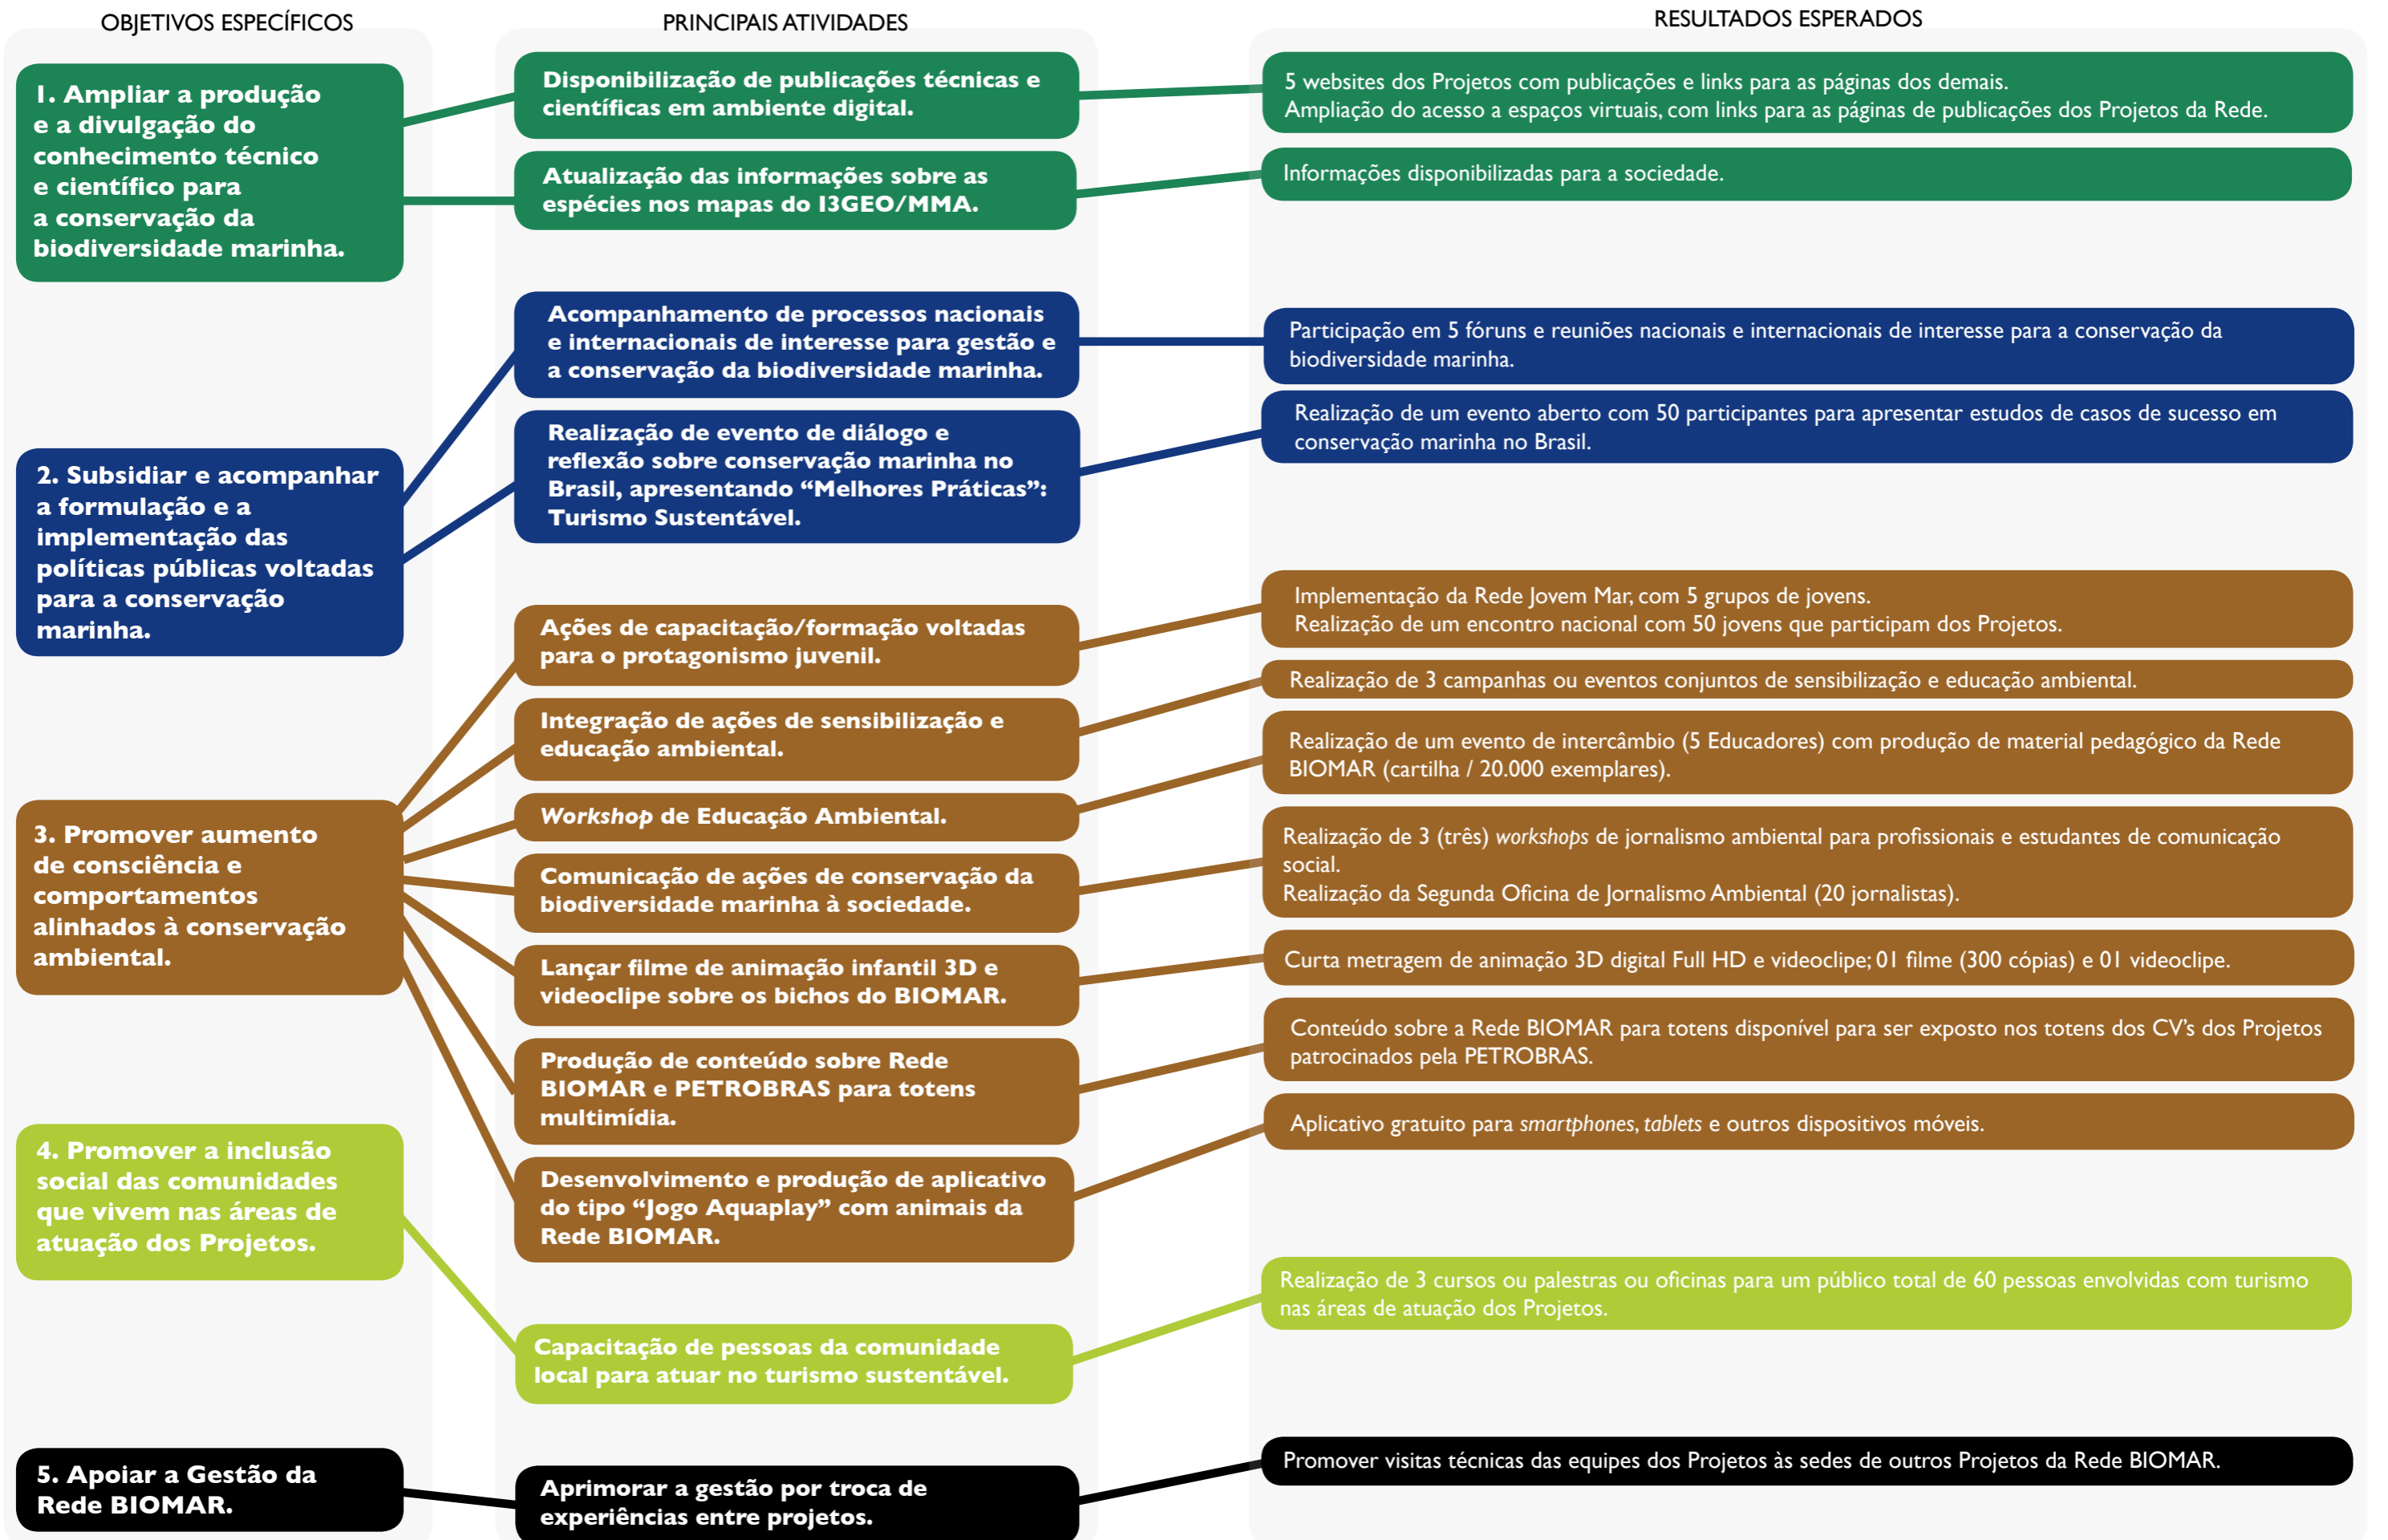 OBJETIVOS ESPECÍFICOS
PRINCIPAIS ATIVIDADES
RESULTADOS ESPERADOS
1. Ampliar a produção
e a divulgação do
conhecimento técnico
e científico para
a conservação da
biodiversidade marinha.
Disponibilização de publicações técnicas e
científicas em ambiente digital.
5 websites dos Projetos com publicações e links para as páginas dos demais.
Ampliação do acesso a espaços virtuais, com links para as páginas de publicações dos Projetos da Rede.
Atualização das informações sobre as
espécies nos mapas do I3GEO/MMA.
Informações disponibilizadas para a sociedade.
2. Subsidiar e acompanhar
a formulação e a
implementação das
políticas públicas voltadas
para a conservação
marinha.
Acompanhamento de processos nacionais
e internacionais de interesse para gestão e
a conservação da biodiversidade marinha.
Participação em 5 fóruns e reuniões nacionais e internacionais de interesse para a conservação da
biodiversidade marinha.
Realização de evento de diálogo e
reflexão sobre conservação marinha no
Brasil, apresentando “Melhores Práticas”:
Turismo Sustentável.
Realização de um evento aberto com 50 participantes para apresentar estudos de casos de sucesso em
conservação marinha no Brasil.
3. Promover aumento
de consciência e
comportamentos
alinhados à conservação
ambiental.
Ações de capacitação/formação voltadas
para o protagonismo juvenil.
Implementação da Rede Jovem Mar, com 5 grupos de jovens.
Realização de um encontro nacional com 50 jovens que participam dos Projetos.
Integração de ações de sensibilização e
educação ambiental.
Realização de 3 campanhas ou eventos conjuntos de sensibilização e educação ambiental.
Workshop de Educação Ambiental.
Realização de um evento de intercâmbio (5 Educadores) com produção de material pedagógico da Rede
BIOMAR (cartilha / 20.000 exemplares).
Comunicação de ações de conservação da
biodiversidade marinha à sociedade.
Realização de 3 (três) workshops de jornalismo ambiental para profissionais e estudantes de comunicação
social.
Realização da Segunda Oficina de Jornalismo Ambiental (20 jornalistas).
Lançar filme de animação infantil 3D e
videoclipe sobre os bichos do BIOMAR.
Curta metragem de animação 3D digital Full HD e videoclipe; 01 filme (300 cópias) e 01 videoclipe.
Produção de conteúdo sobre Rede
BIOMAR e PETROBRAS para totens
multimídia.
Conteúdo sobre a Rede BIOMAR para totens disponível para ser exposto nos totens dos CV's dos Projetos
patrocinados pela PETROBRAS.
Desenvolvimento e produção de aplicativo
do tipo “Jogo Aquaplay” com animais da
Rede BIOMAR.
Aplicativo gratuito para smartphones, tablets e outros dispositivos móveis.
4. Promover a inclusão
social das comunidades
que vivem nas áreas de
atuação dos Projetos.
Capacitação de pessoas da comunidade
local para atuar no turismo sustentável.
Realização de 3 cursos ou palestras ou oficinas para um público total de 60 pessoas envolvidas com turismo
nas áreas de atuação dos Projetos.
5. Apoiar a Gestão da
Rede BIOMAR.
Aprimorar a gestão por troca de
experiências entre projetos.
Promover visitas técnicas das equipes dos Projetos às sedes de outros Projetos da Rede BIOMAR.